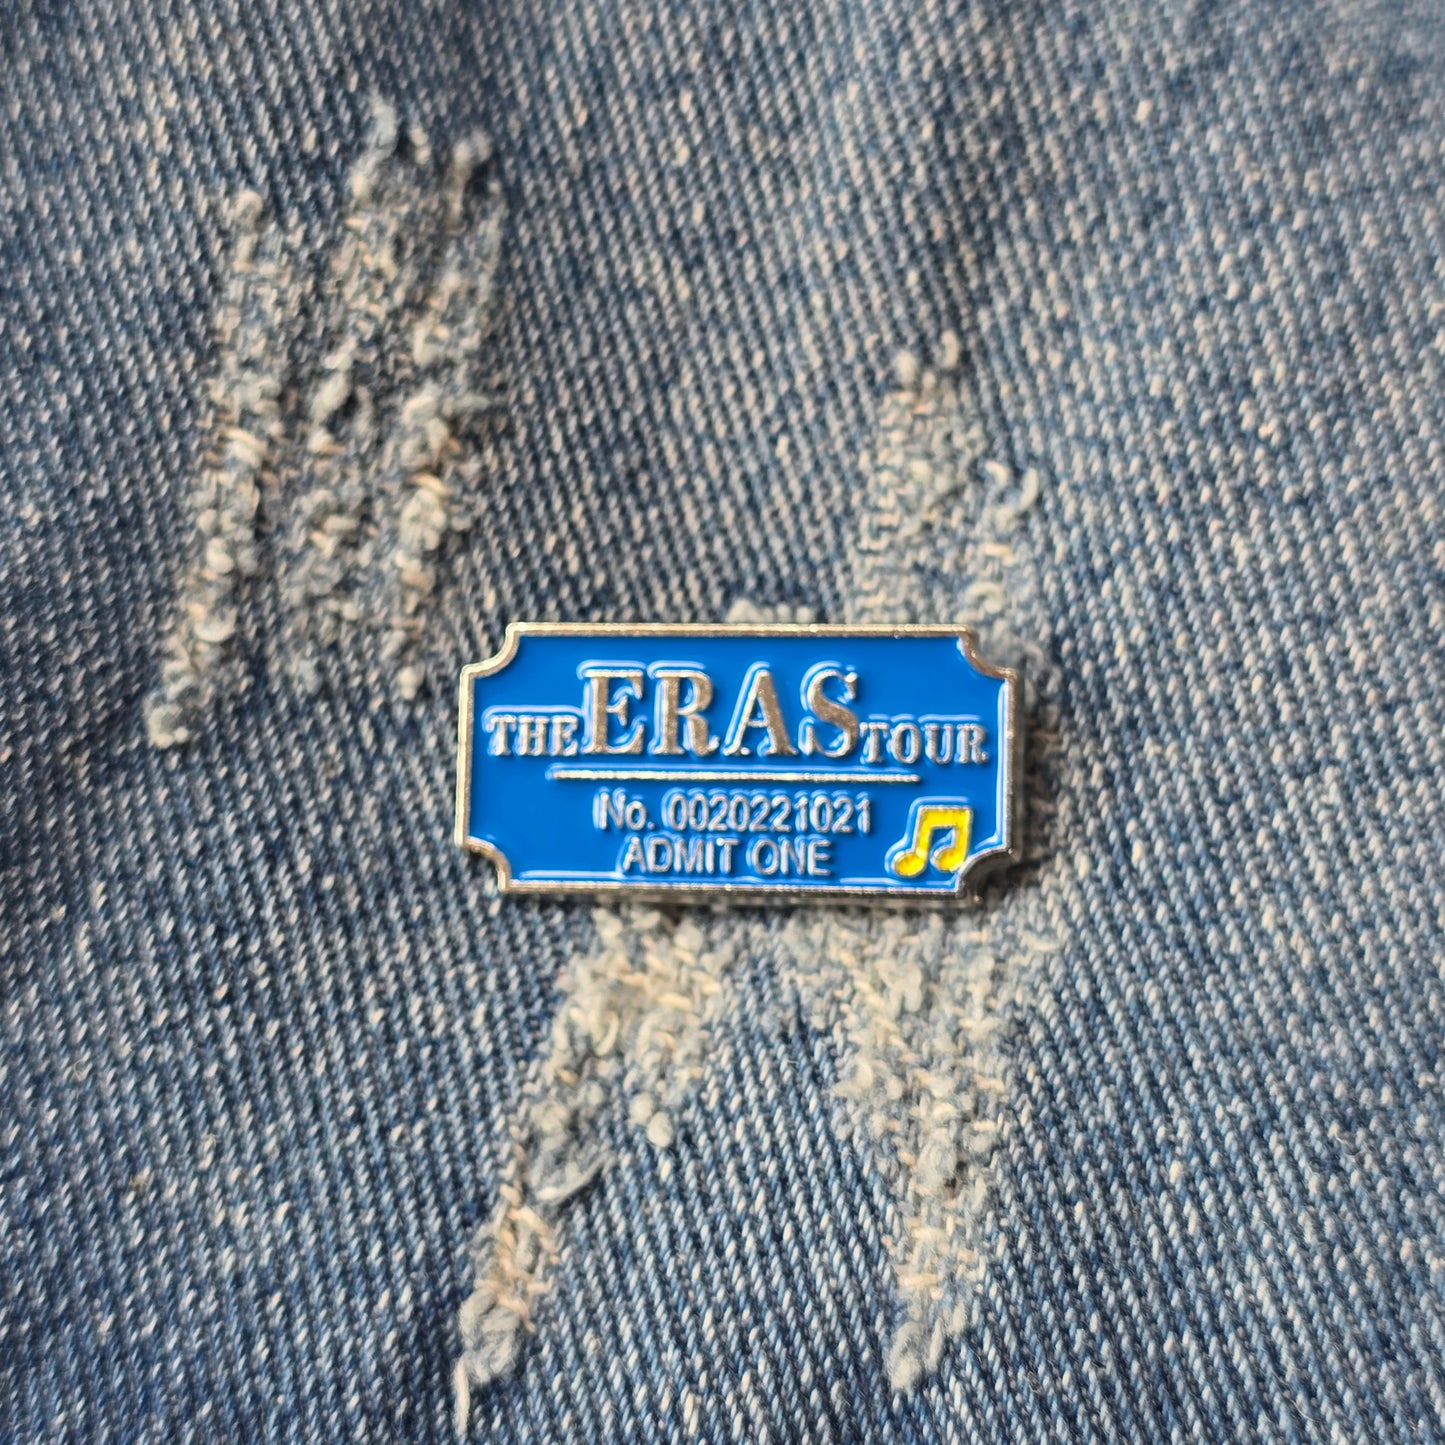 THE ERAS TOUR
No. 0020221021
ADMIT ONE